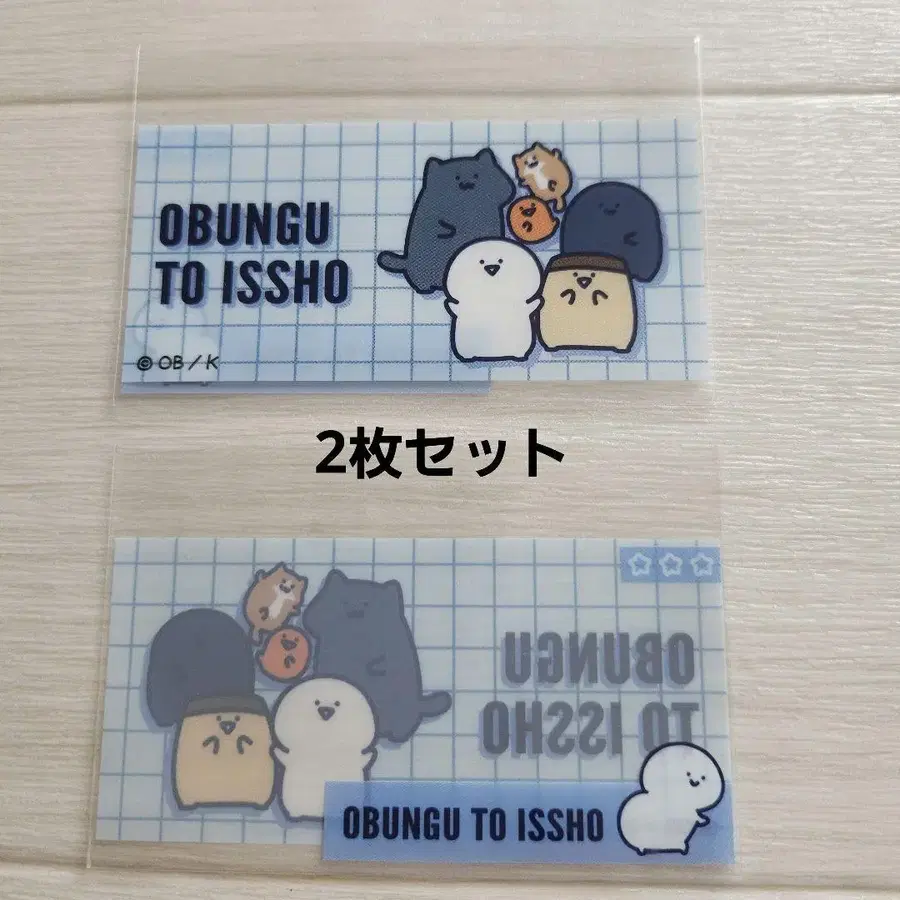 OBUNGU
TO ISSHO
© OB / K
2枚セット
OBUNGU
TO ISSHO
OBUNGU TO ISSHO